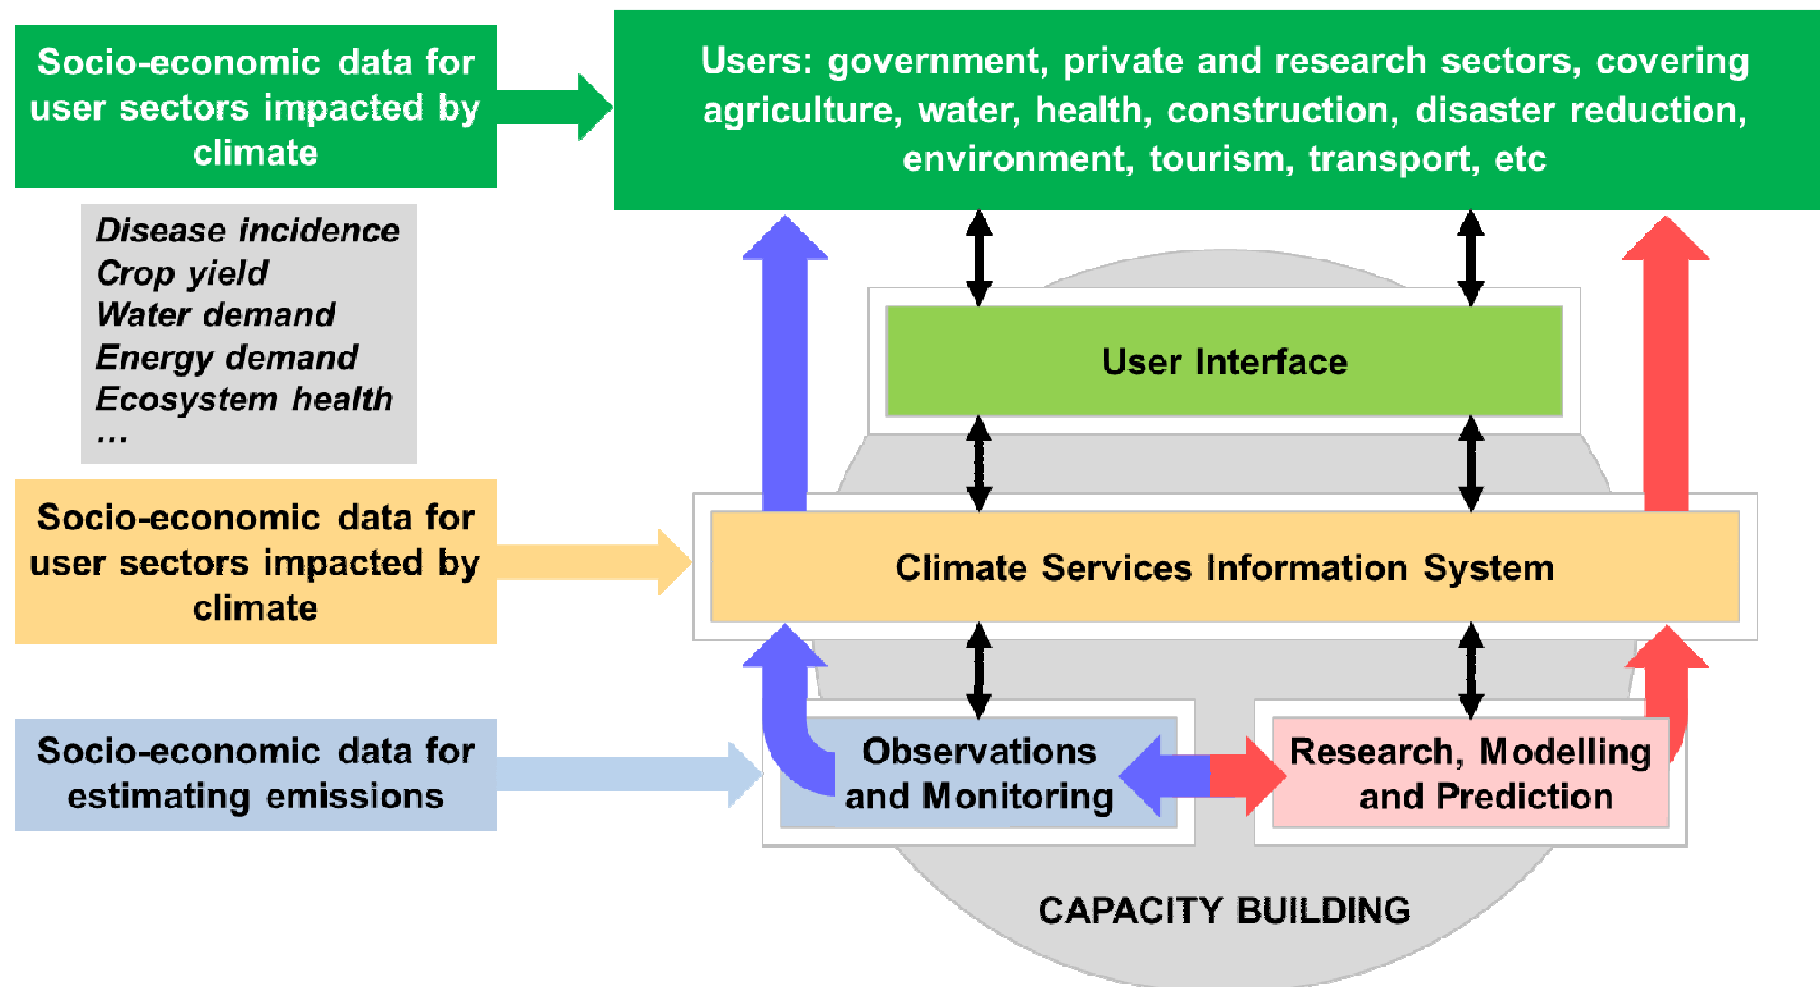 Socio-economic data for
user sectors impacted by
climate
Users: government, private and research sectors, covering
agriculture, water, health, construction, disaster reduction,
environment, tourism, transport, etc
Disease incidence
Crop yield
Water demand
Energy demand
Ecosystem health
...
User Interface
Socio-economic data for
user sectors impacted by
climate
Climate Services Information System
Socio-economic data for
estimating emissions
Observations
and Monitoring
Research, Modelling
and Prediction
CAPACITY BUILDING